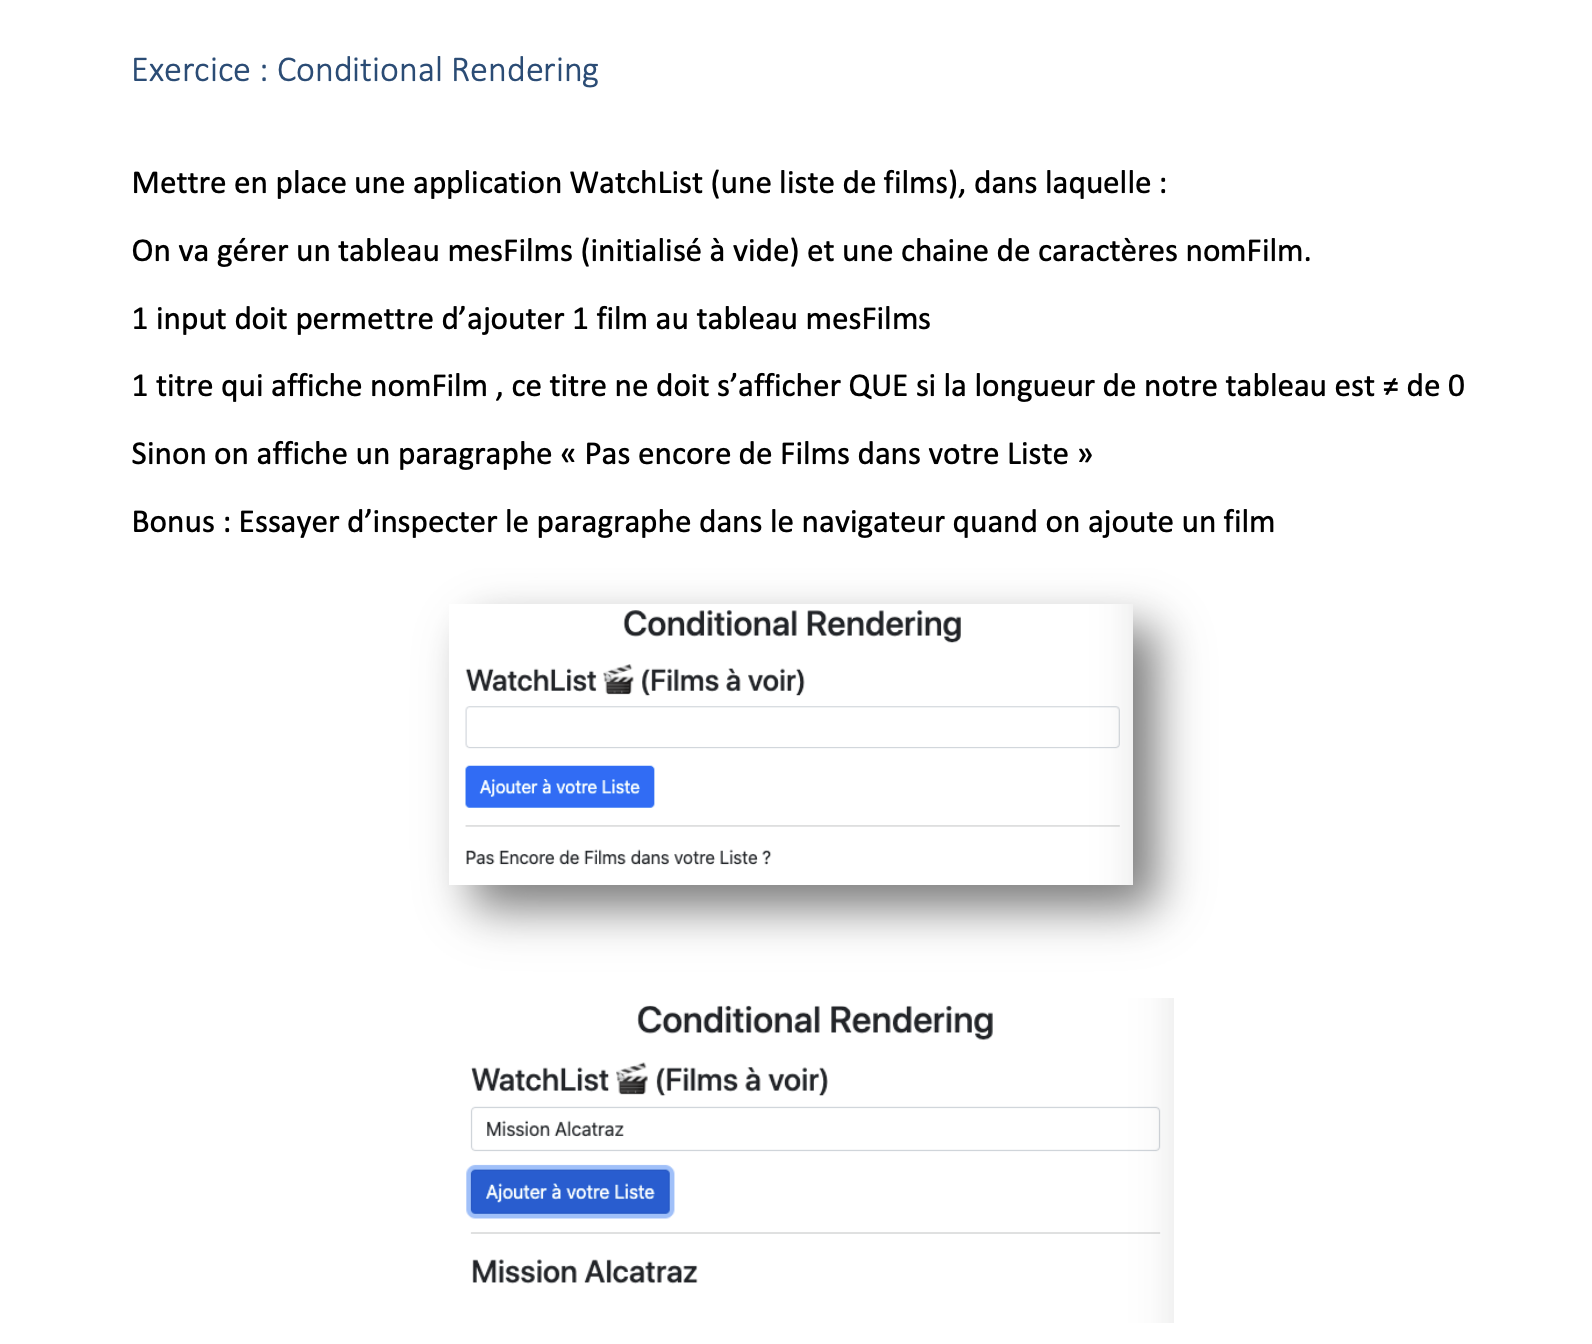 Exercice : Conditional Rendering
Mettre en place une application WatchList (une liste de films), dans laquelle :
On va gérer un tableau mesFilms (initialisé à vide) et une chaine de caractères nomFilm.
1 input doit permettre d’ajouter 1 film au tableau mesFilms
1 titre qui affiche nomFilm , ce titre ne doit s’afficher QUE si la longueur de notre tableau est ≠ de 0
Sinon on affiche un paragraphe « Pas encore de Films dans votre Liste »
Bonus : Essayer d’inspecter le paragraphe dans le navigateur quand on ajoute un film
Conditional Rendering
WatchList 🎬 (Films à voir)
Ajouter à votre Liste
Pas Encore de Films dans votre Liste ?
Conditional Rendering
WatchList 🎬 (Films à voir)
Mission Alcatraz
Ajouter à votre Liste
Mission Alcatraz